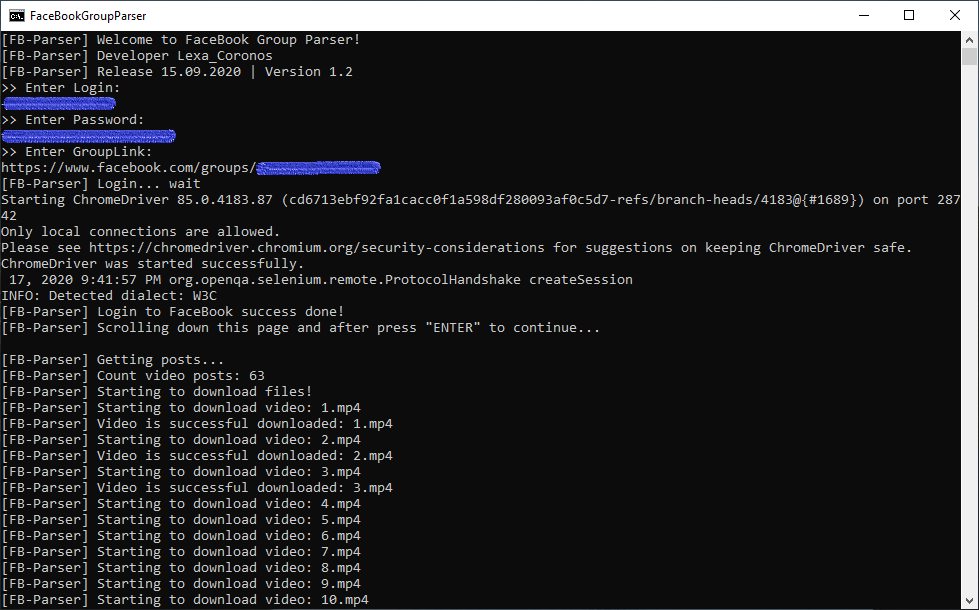 FaceBookGroupParser
[FB-Parser] Welcome to FaceBook Group Parser!
[FB-Parser] Developer Lexa_Coronos
[FB-Parser] Release 15.09.2020 | Version 1.2
>> Enter Login:
>> Enter Password:
>> Enter GroupLink:
https://www.facebook.com/groups/
[FB-Parser] Login... wait
Starting ChromeDriver 85.0.4183.87 (cd6713ebf92fa1cacc0f1a598df280093af0c5d7-refs/branch-heads/4183@{#1689}) on port 287
42
Only local connections are allowed.
Please see https://chromedriver.chromium.org/security-considerations for suggestions on keeping ChromeDriver safe.
ChromeDriver was started successfully.
17, 2020 9:41:57 PM org.openqa.selenium.remote.ProtocolHandshake createSession
INFO: Detected dialect: W3C
[FB-Parser] Login to FaceBook success done!
[FB-Parser] Scrolling down this page and after press "ENTER" to continue...
[FB-Parser] Getting posts...
[FB-Parser] Count video posts: 63
[FB-Parser] Starting to download files!
[FB-Parser] Starting to download video: 1.mp4
[FB-Parser] Video is successful downloaded: 1.mp4
[FB-Parser] Starting to download video: 2.mp4
[FB-Parser] Video is successful downloaded: 2.mp4
[FB-Parser] Starting to download video: 3.mp4
[FB-Parser] Video is successful downloaded: 3.mp4
[FB-Parser] Starting to download video: 4.mp4
[FB-Parser] Starting to download video: 5.mp4
[FB-Parser] Starting to download video: 6.mp4
[FB-Parser] Starting to download video: 7.mp4
[FB-Parser] Starting to download video: 8.mp4
[FB-Parser] Starting to download video: 9.mp4
[FB-Parser] Starting to download video: 10.mp4